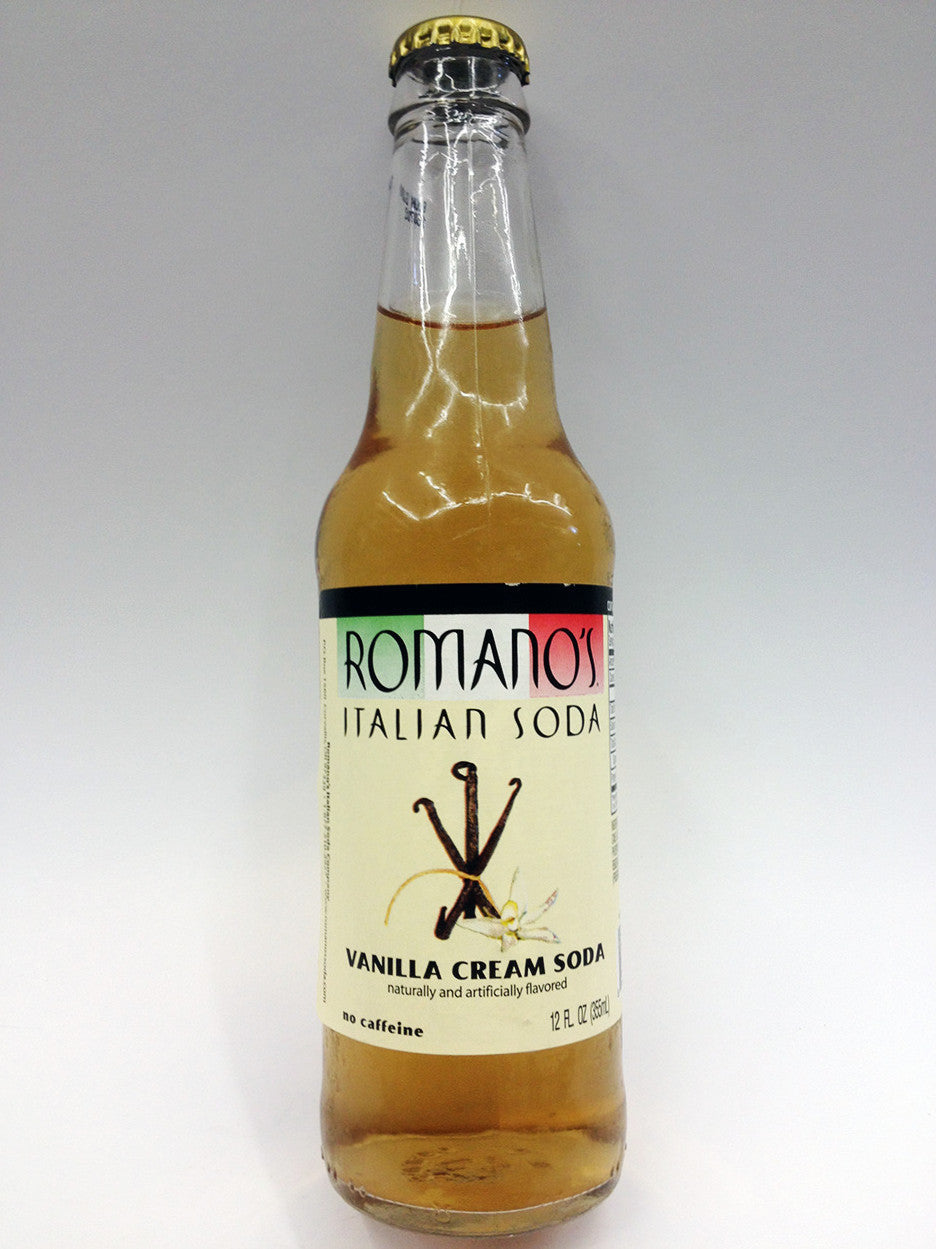 ROMANO'S
ITALIAN SODA
VANILLA CREAM SODA
naturally and artificially flavored
no caffeine
12 FL. OZ (355mL)